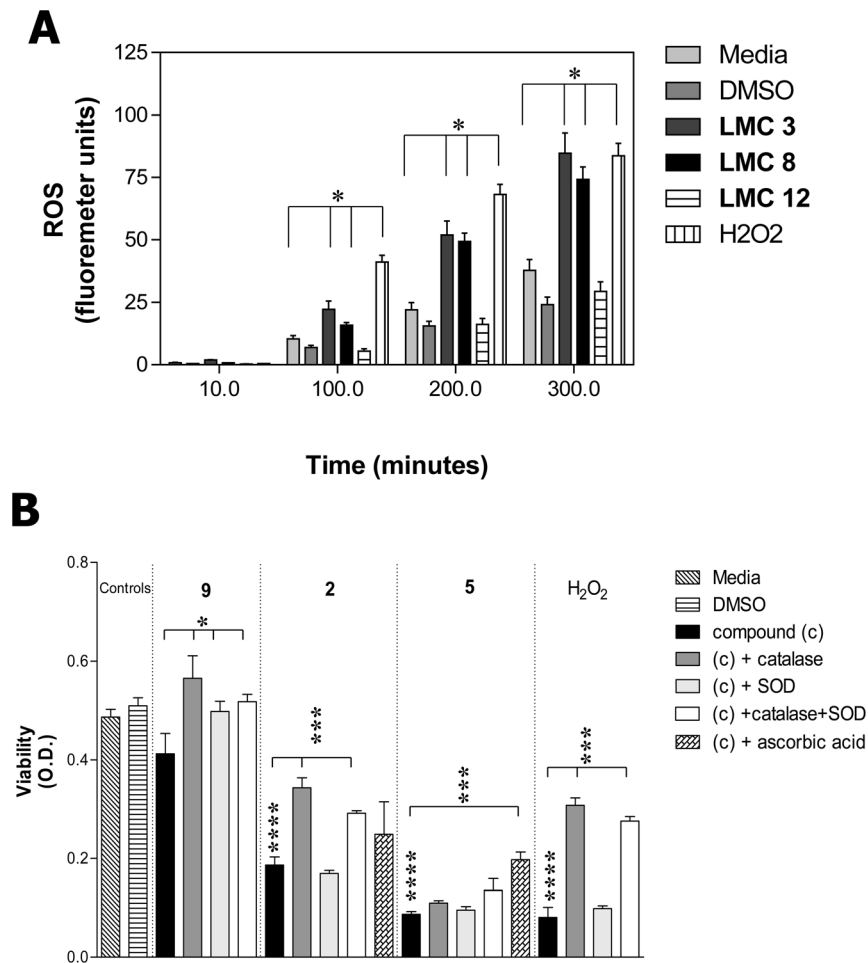 A
125
100
75
50
25
0
ROS
(fluoremeter units)
*
*
*
10.0
100.0
200.0
300.0
Time (minutes)
Media
DMSO
LMC 3
LMC 8
LMC 12
H2O2
B
0.8
0.6
0.4
0.2
0.0
Viability
(O.D.)
Controls
9
2
5
H₂O₂
*
***
***
***
****
****
****
Media
DMSO
compound (c)
(c) + catalase
(c) + SOD
(c) +catalase+SOD
(c) + ascorbic acid